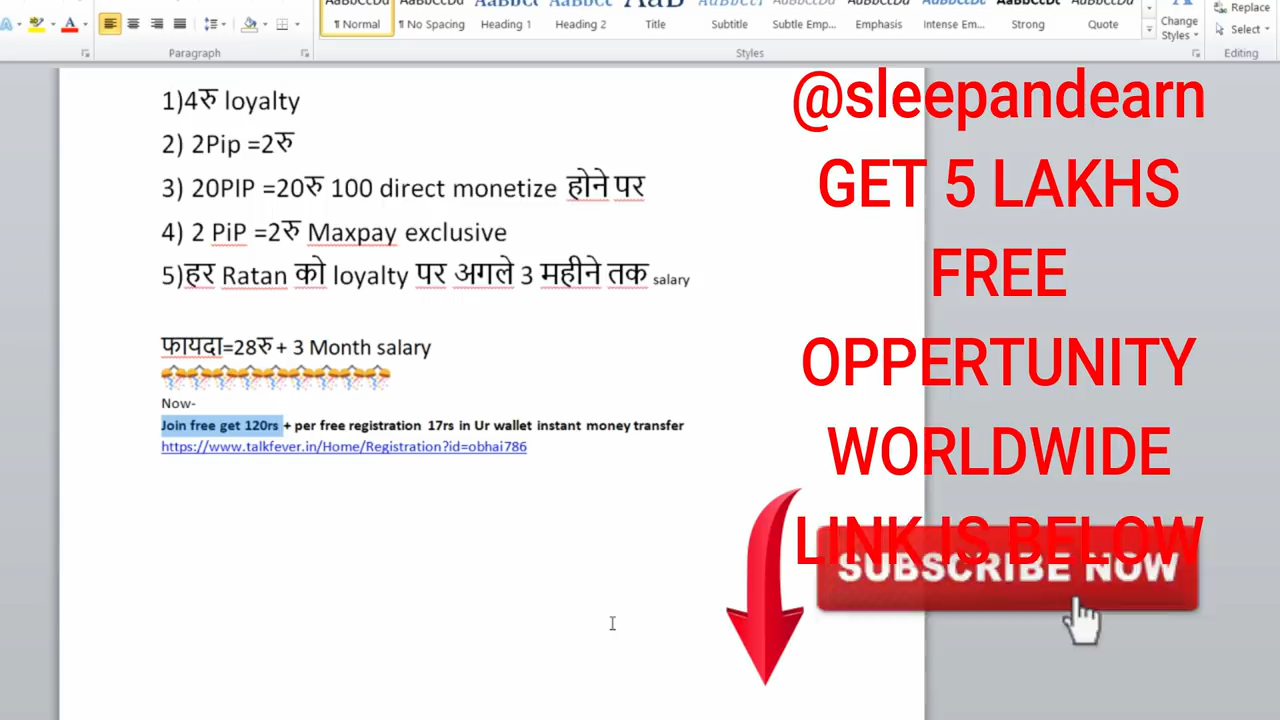 ¶ Normal
¶ No Spacing
Heading 1
Heading 2
Title
Subtitle
Subtle Emp...
Emphasis
Intense Em...
Strong
Quote
Change
Styles
Replace
Select
Paragraph
Styles
Editing
1)4रु loyalty
2) 2Pip =2रु
3) 20PIP =20रु 100 direct monetize होने पर
4) 2 PiP =2रु Maxpay exclusive
5)हर Ratan को loyalty पर अगले 3 महीने तक salary
फायदा=28रु + 3 Month salary
Now-
Join free get 120rs + per free registration 17rs in Ur wallet instant money transfer
https://www.talkfever.in/Home/Registration?id=obhai786
@sleepandearn
GET 5 LAKHS
FREE
OPPERTUNITY
WORLDWIDE
LINK IS BELOW
SUBSCRIBE NOW